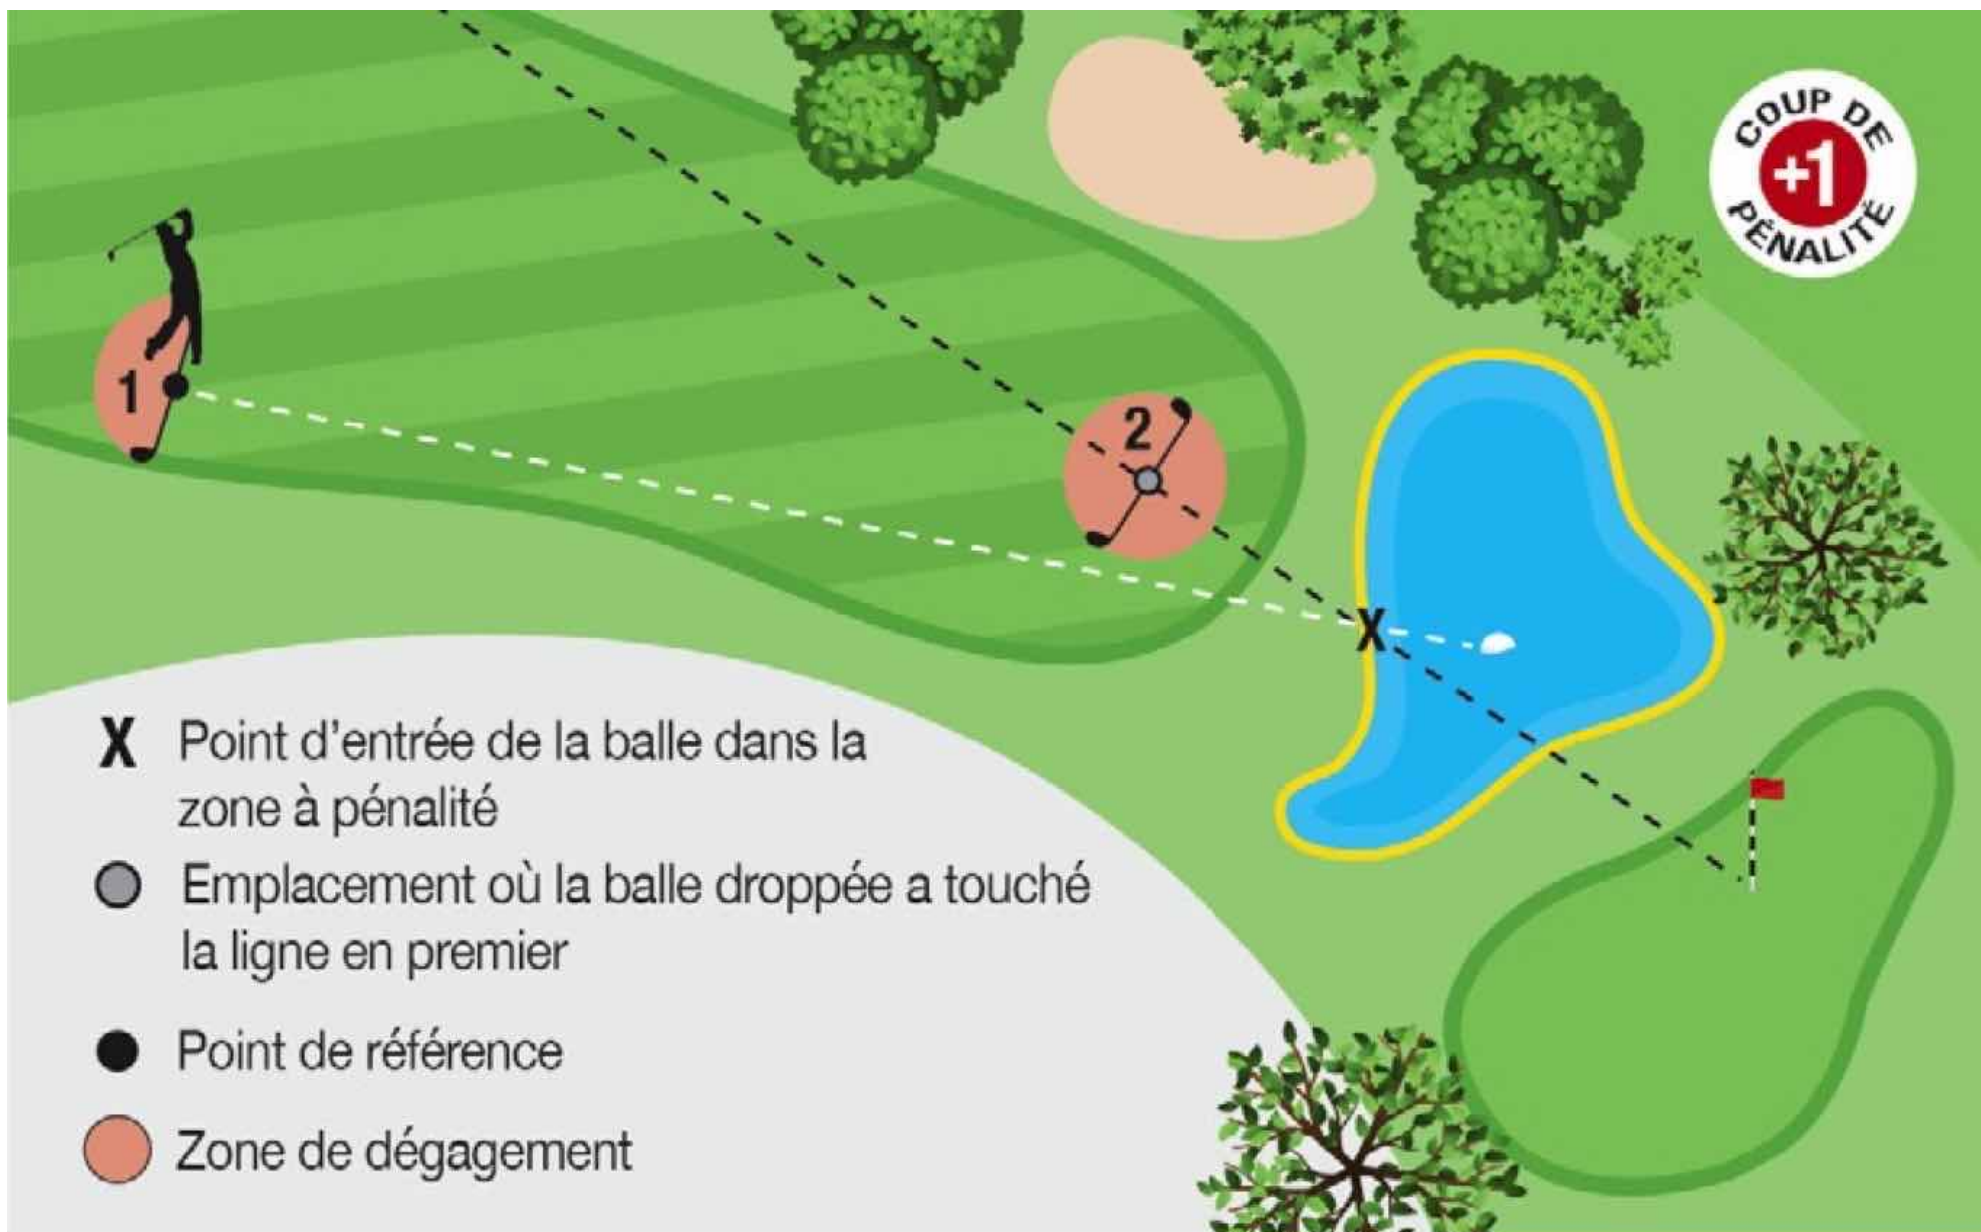 COUP DE
+1
PÉNALITÉ
1
2
X
X Point d'entrée de la balle dans la
zone à pénalité
Emplacement où la balle droppée a touché
la ligne en premier
Point de référence
Zone de dégagement